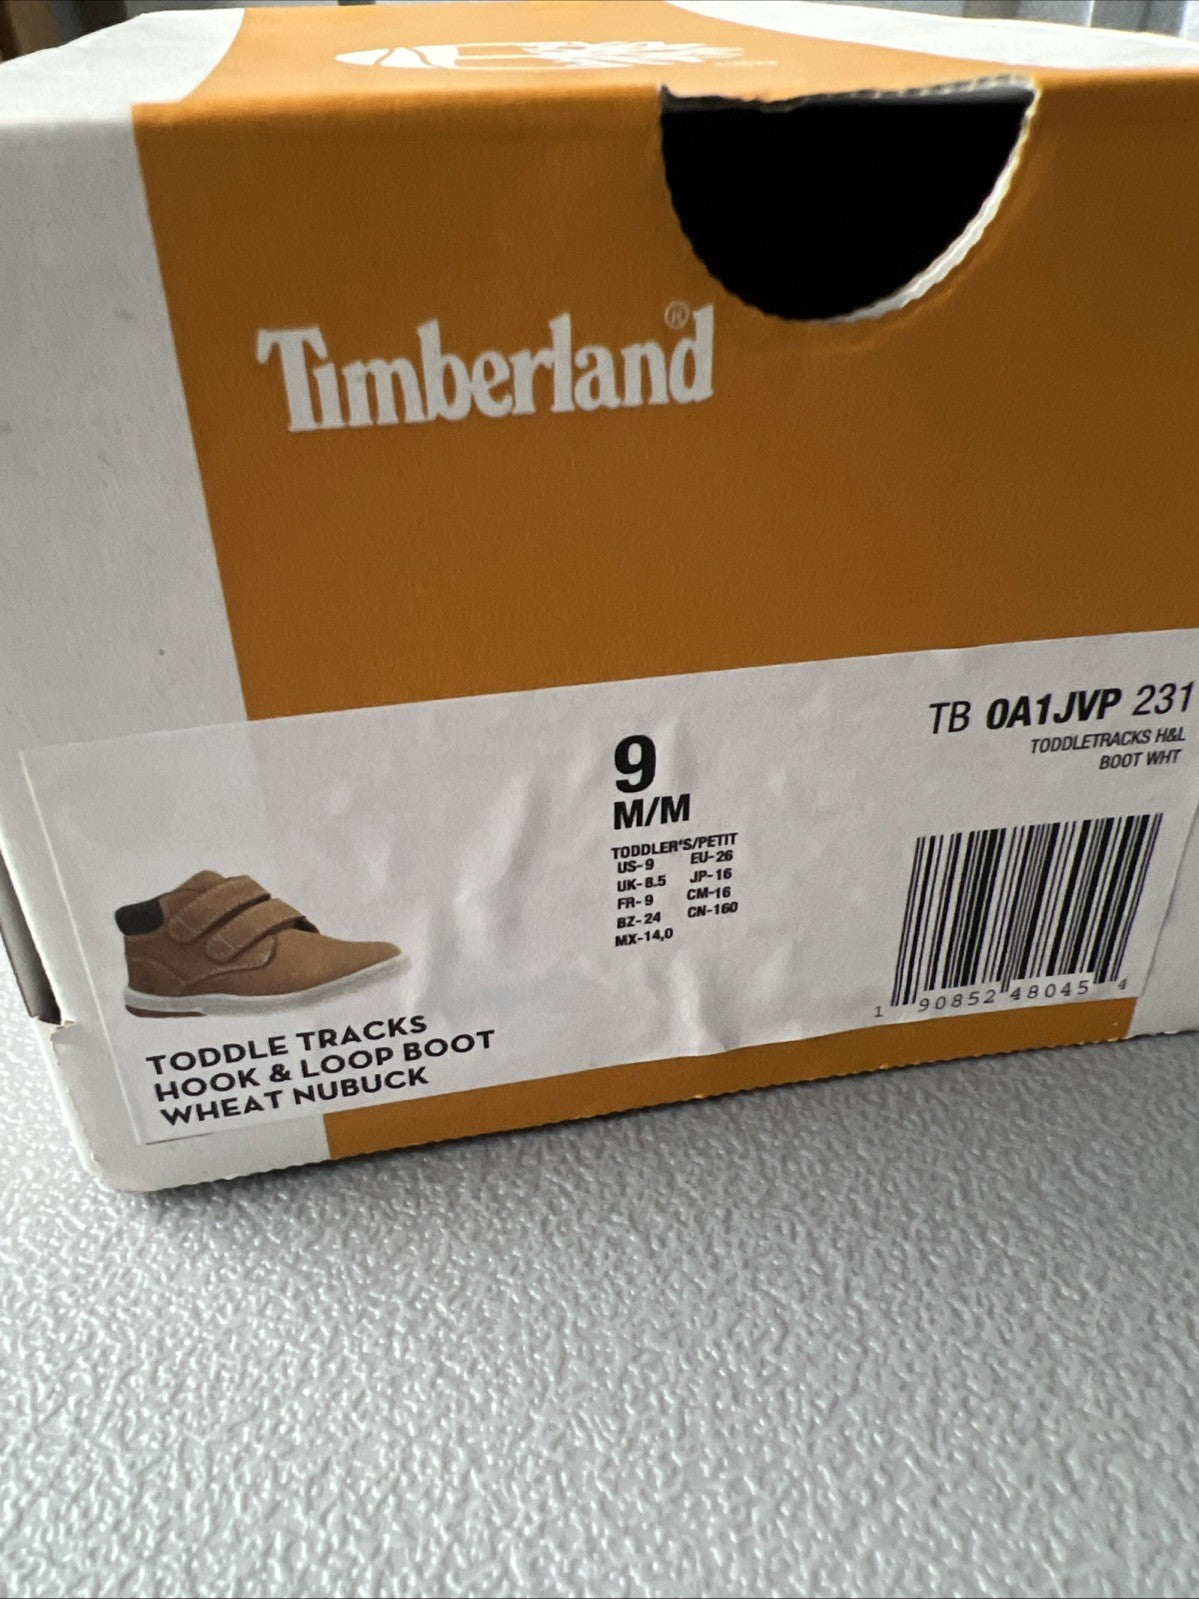 Timberland®
TB 0A1JVP 231
TODDLETRACKS H&L
BOOT WHT
9
M/M
TODDLER'S/PETIT
US-9 EU-26
UK-8.5 JP-16
FR-9 CM-16
BZ-24 CN-160
MX-14,0
1 90852 48045 4
TODDLE TRACKS
HOOK & LOOP BOOT
WHEAT NUBUCK